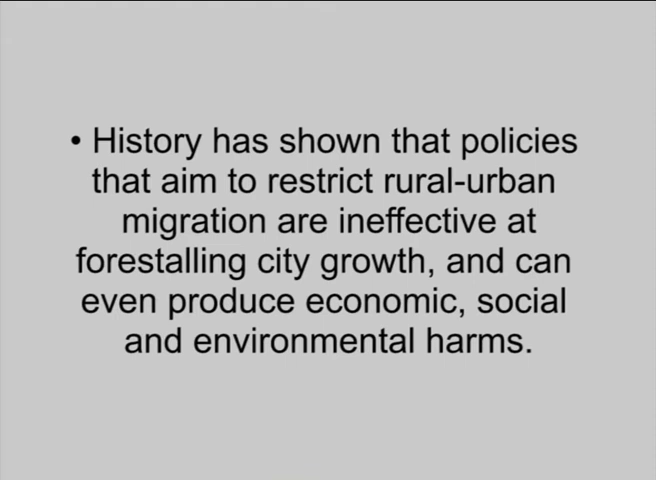 • History has shown that policies
that aim to restrict rural-urban
migration are ineffective at
forestalling city growth, and can
even produce economic, social
and environmental harms.